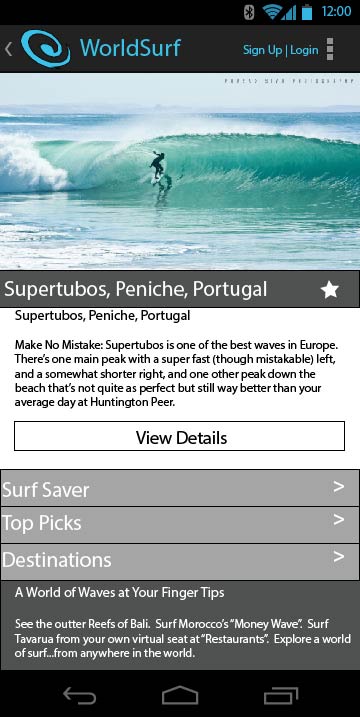 12:00
WorldSurf
Sign Up | Login
Supertubos, Peniche, Portugal
Supertubos, Peniche, Portugal
Make No Mistake: Supertubos is one of the best waves in Europe.
There's one main peak with a super fast (though mistakable) left,
and a somewhat shorter right, and one other peak down the
beach that's not quite as perfect but still way better than your
average day at Huntington Peer.
View Details
Surf Saver >
Top Picks >
Destinations >
A World of Waves at Your Finger Tips
See the outter Reefs of Bali. Surf Morocco's “Money Wave”. Surf
Tavarua from your own virtual seat at “Restaurants”. Explore a world
of surf...from anywhere in the world.